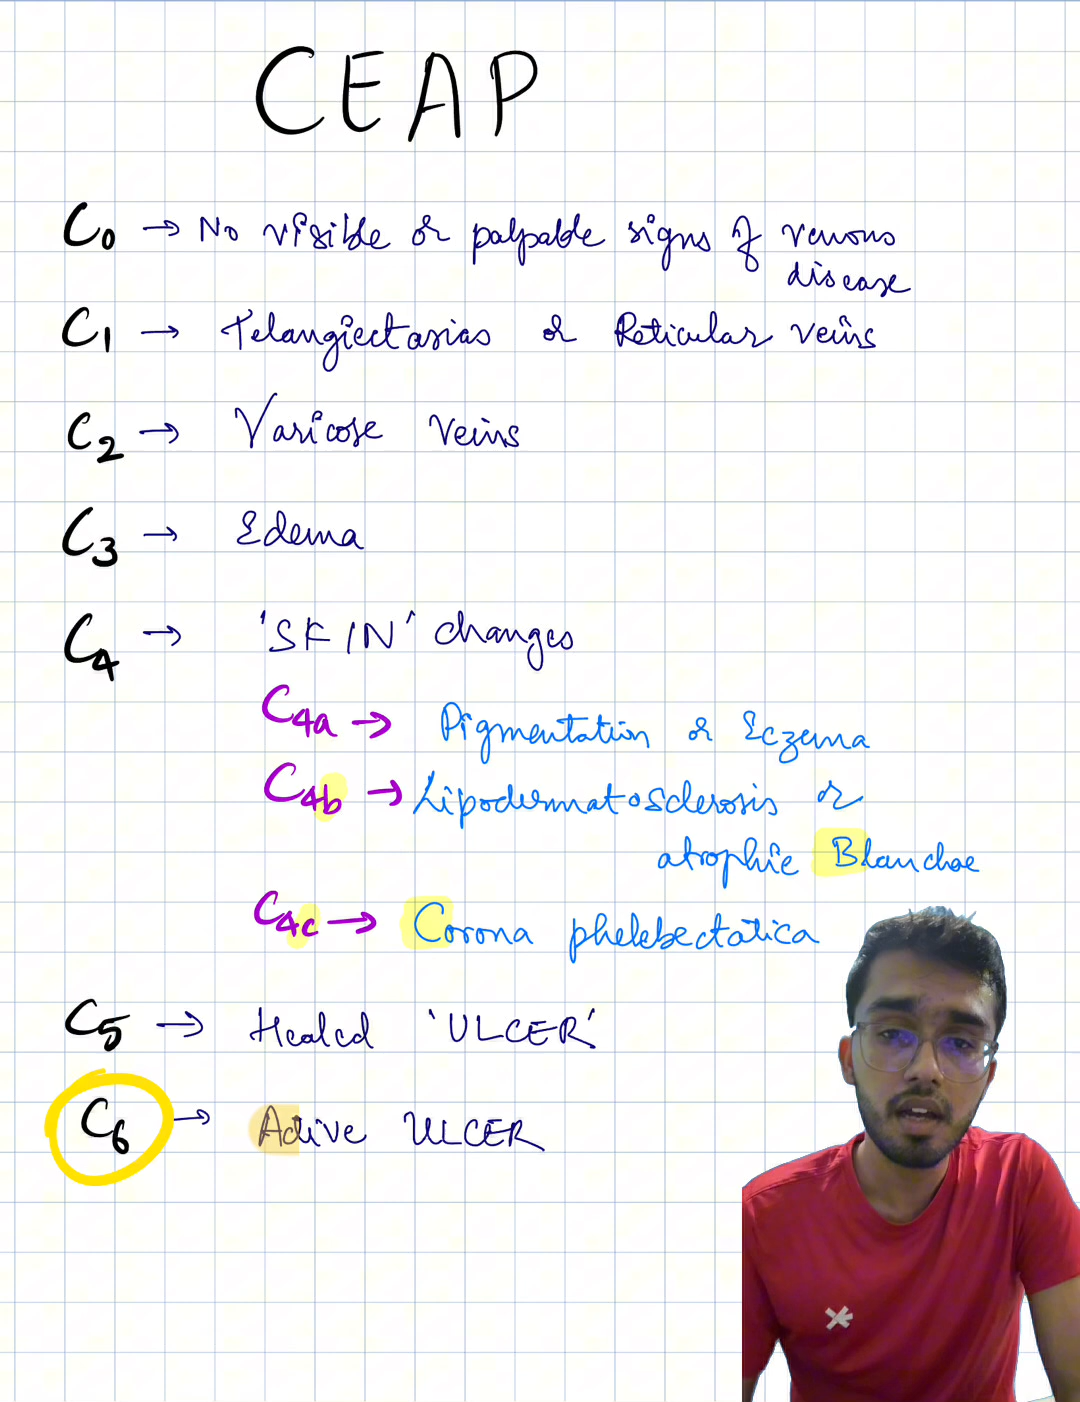 CEAP
C0 → No visible or palpable signs of venous
disease
C1 → Telangiectasias or Reticular veins
C2 → Varicose veins
C3 → Edema
C4 → 'SKIN' changes
C4a → Pigmentation or Eczema
C4b → Lipodermatosclerosis or
atrophie Blanchae
C4c → Corona phelebectatica
C5 → Healed 'ULCER'
C6 → Active ULCER